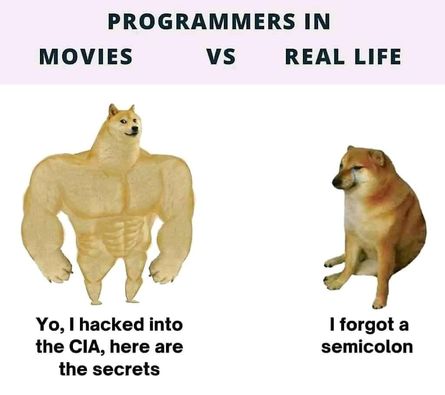 PROGRAMMERS IN
MOVIES VS REAL LIFE
Yo, I hacked into
the CIA, here are
the secrets
I forgot a
semicolon